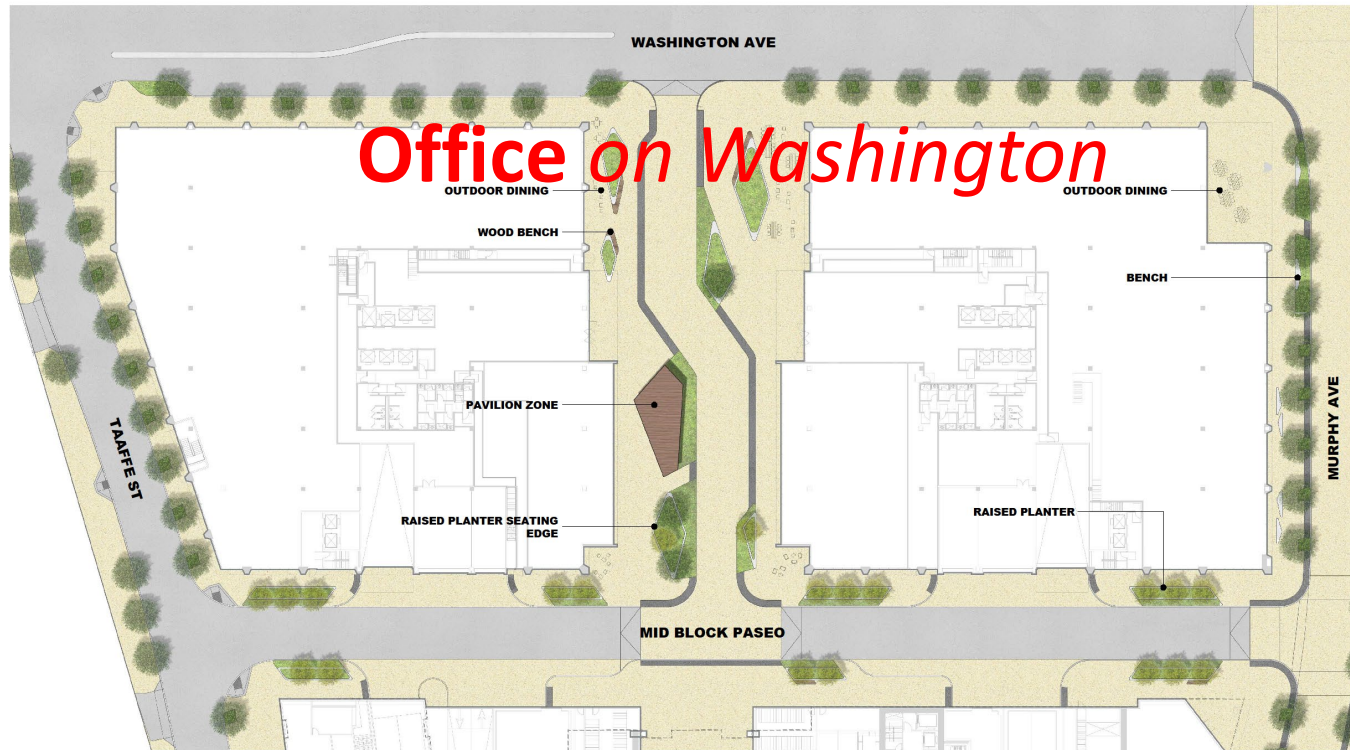 WASHINGTON AVE
Office on Washington
OUTDOOR DINING
OUTDOOR DINING
WOOD BENCH
BENCH
PAVILION ZONE
TAAFFE ST
MURPHY AVE
RAISED PLANTER SEATING
EDGE
RAISED PLANTER
MID BLOCK PASEO